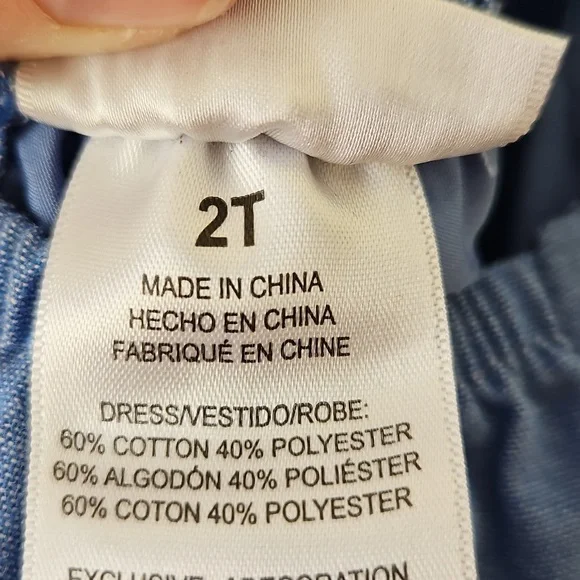 2T
MADE IN CHINA
HECHO EN CHINA
FABRIQUÉ EN CHINE
DRESS/VESTIDO/ROBE:
60% COTTON 40% POLYESTER
60% ALGODÓN 40% POLIÉSTER
60% COTON 40% POLYESTER
EXCLUSIVE